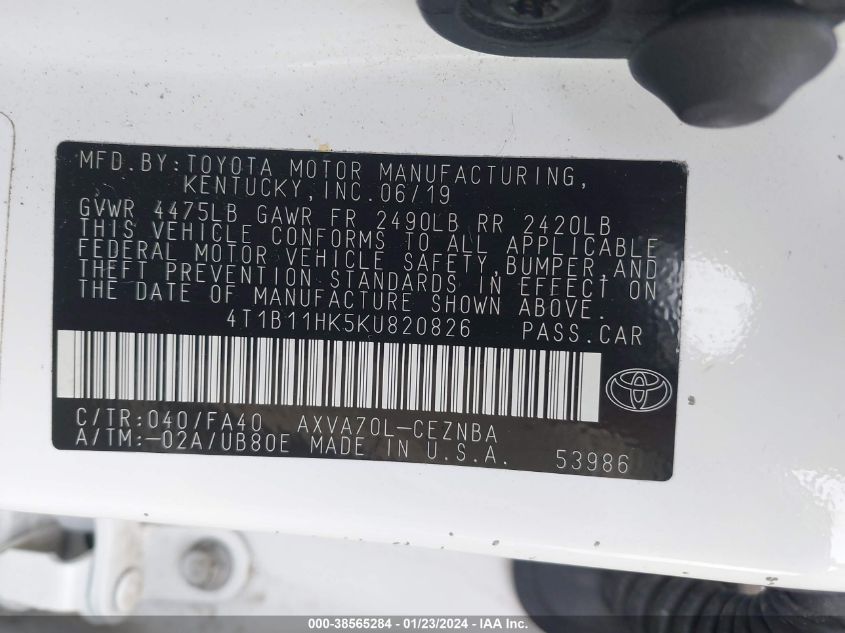 MFD.BY:TOYOTA MOTOR MANUFACTURING,
KENTUCKY,INC.06/19
GVWR 4475LB GAWR FR 2490LB RR 2420LB
THIS VEHICLE CONFORMS TO ALL APPLICABLE
FEDERAL MOTOR VEHICLE SAFETY,BUMPER,AND
THEFT PREVENTION STANDARDS IN EFFECT ON
THE DATE OF MANUFACTURE SHOWN ABOVE.
4T1B11HK5KU820826 PASS.CAR
C/TR:040/FA40 AXVA70L-CEZNBA
A/TM:-02A/UB80E MADE IN U.S.A. 53986
000-38565284 - 01/23/2024 - IAAI.COM